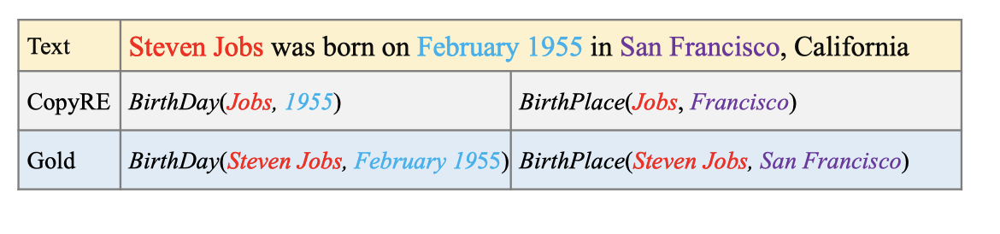 Text Steven Jobs was born on February 1955 in San Francisco, California
CopyRE BirthDay(Jobs, 1955) BirthPlace(Jobs, Francisco)
Gold BirthDay(Steven Jobs, February 1955) BirthPlace(Steven Jobs, San Francisco)